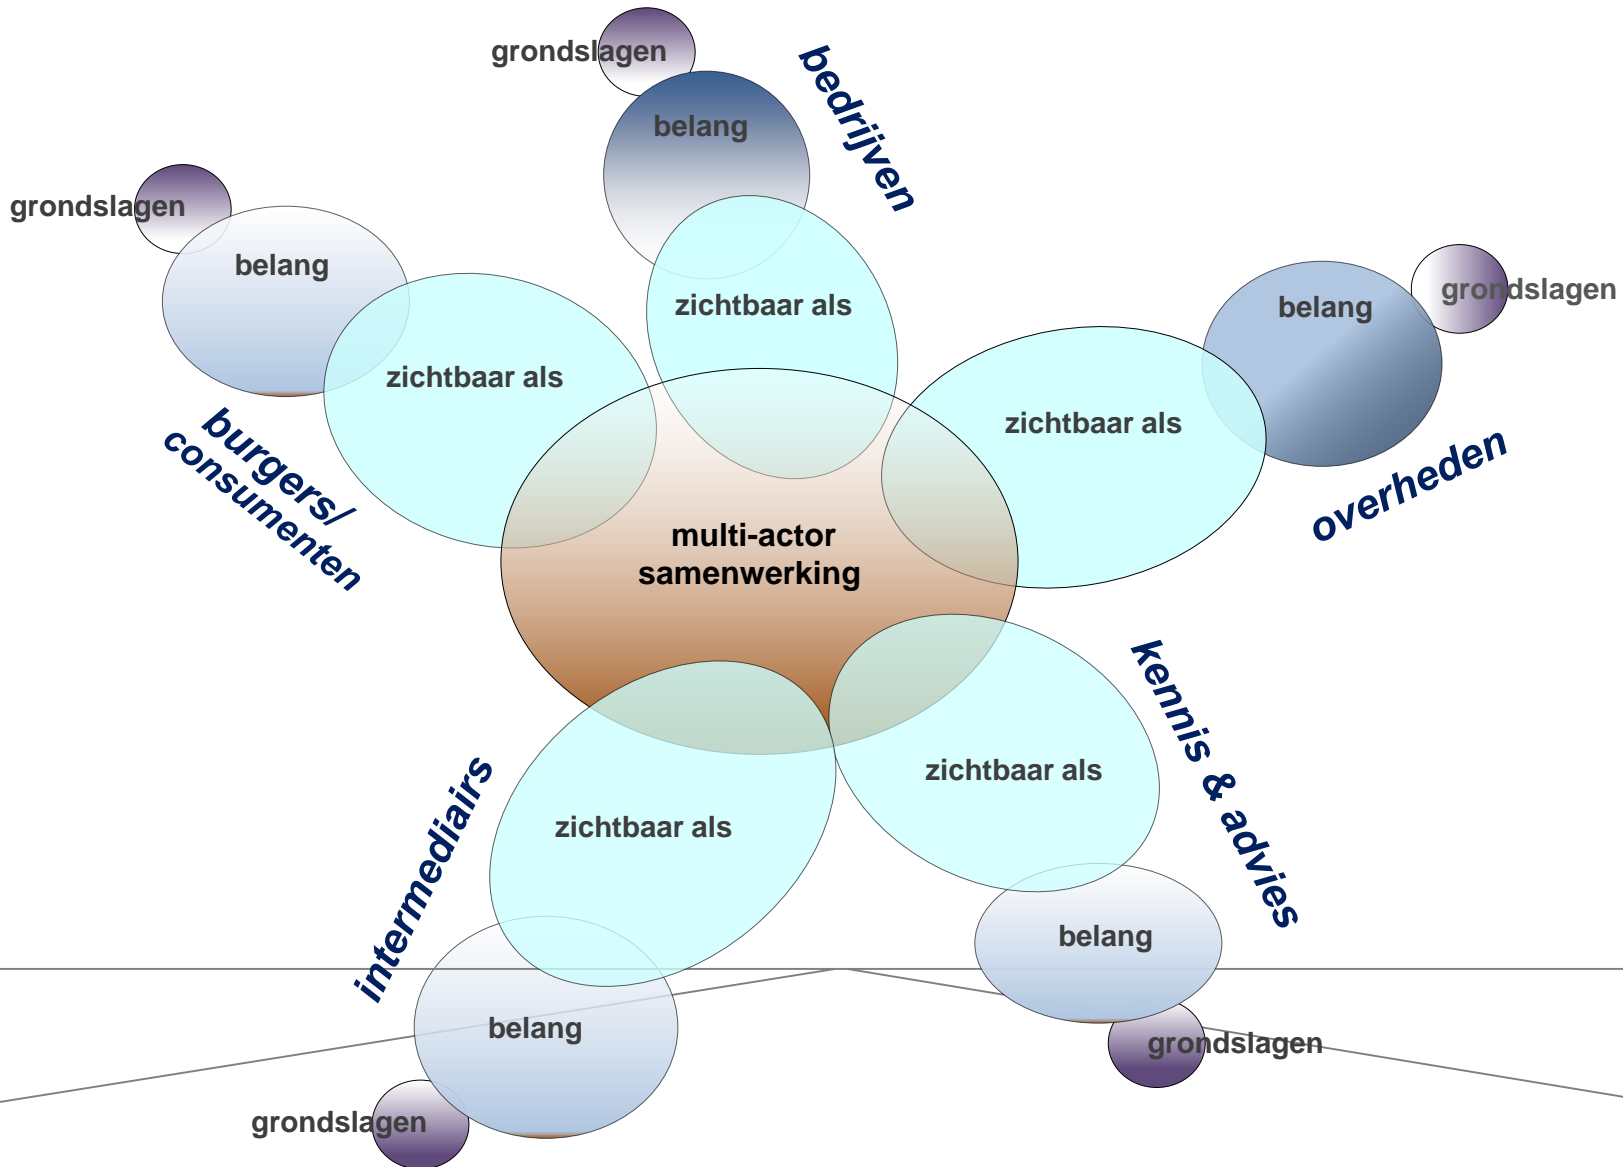 grondslagen
belang
bedrijven
zichtbaar als
grondslagen
belang
zichtbaar als
burgers/
consumenten
grondslagen
belang
zichtbaar als
overheden
multi-actor
samenwerking
kennis & advies
zichtbaar als
belang
grondslagen
intermediairs
zichtbaar als
belang
grondslagen